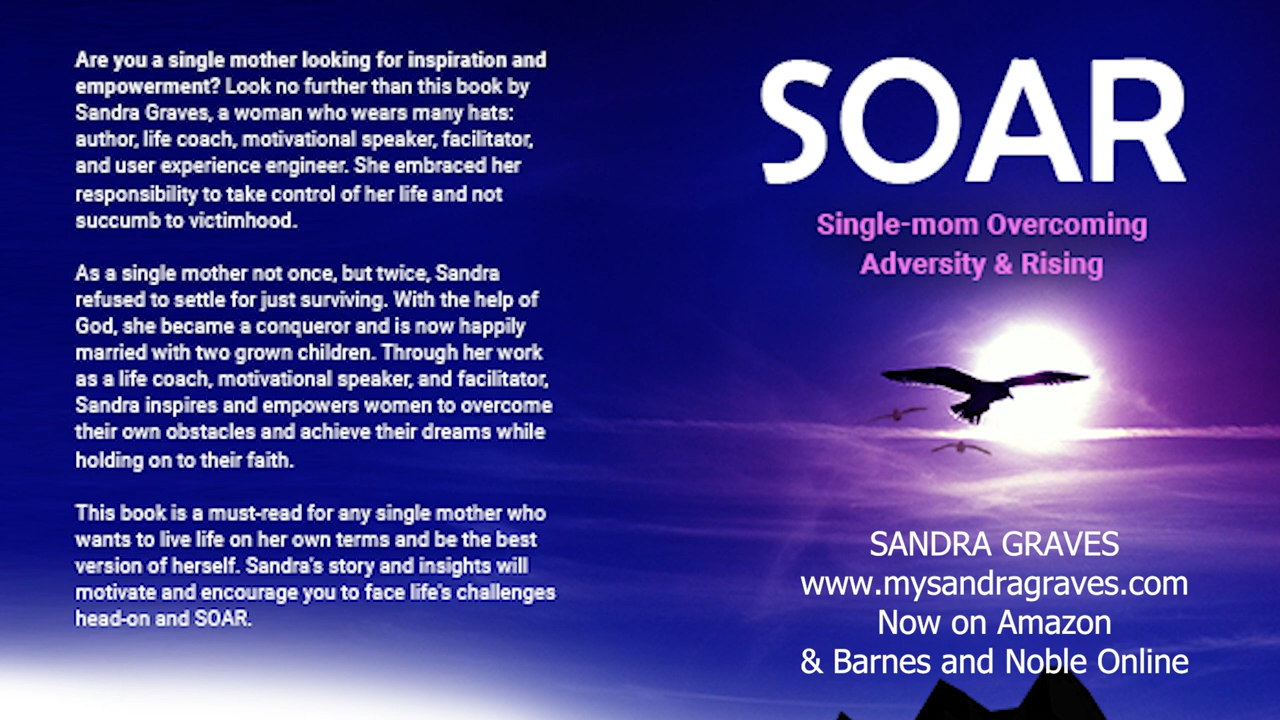 Are you a single mother looking for inspiration and
empowerment? Look no further than this book by
Sandra Graves, a woman who wears many hats:
author, life coach, motivational speaker, facilitator,
and user experience engineer. She embraced her
responsibility to take control of her life and not
succumb to victimhood.
As a single mother not once, but twice, Sandra
refused to settle for just surviving. With the help of
God, she became a conqueror and is now happily
married with two grown children. Through her work
as a life coach, motivational speaker, and facilitator,
Sandra inspires and empowers women to overcome
their own obstacles and achieve their dreams while
holding on to their faith.
This book is a must-read for any single mother who
wants to live life on her own terms and be the best
version of herself. Sandra's story and insights will
motivate and encourage you to face life's challenges
head-on and SOAR.
SOAR
Single-mom Overcoming
Adversity & Rising
SANDRA GRAVES
www.mysandragraves.com
Now on Amazon
& Barnes and Noble Online